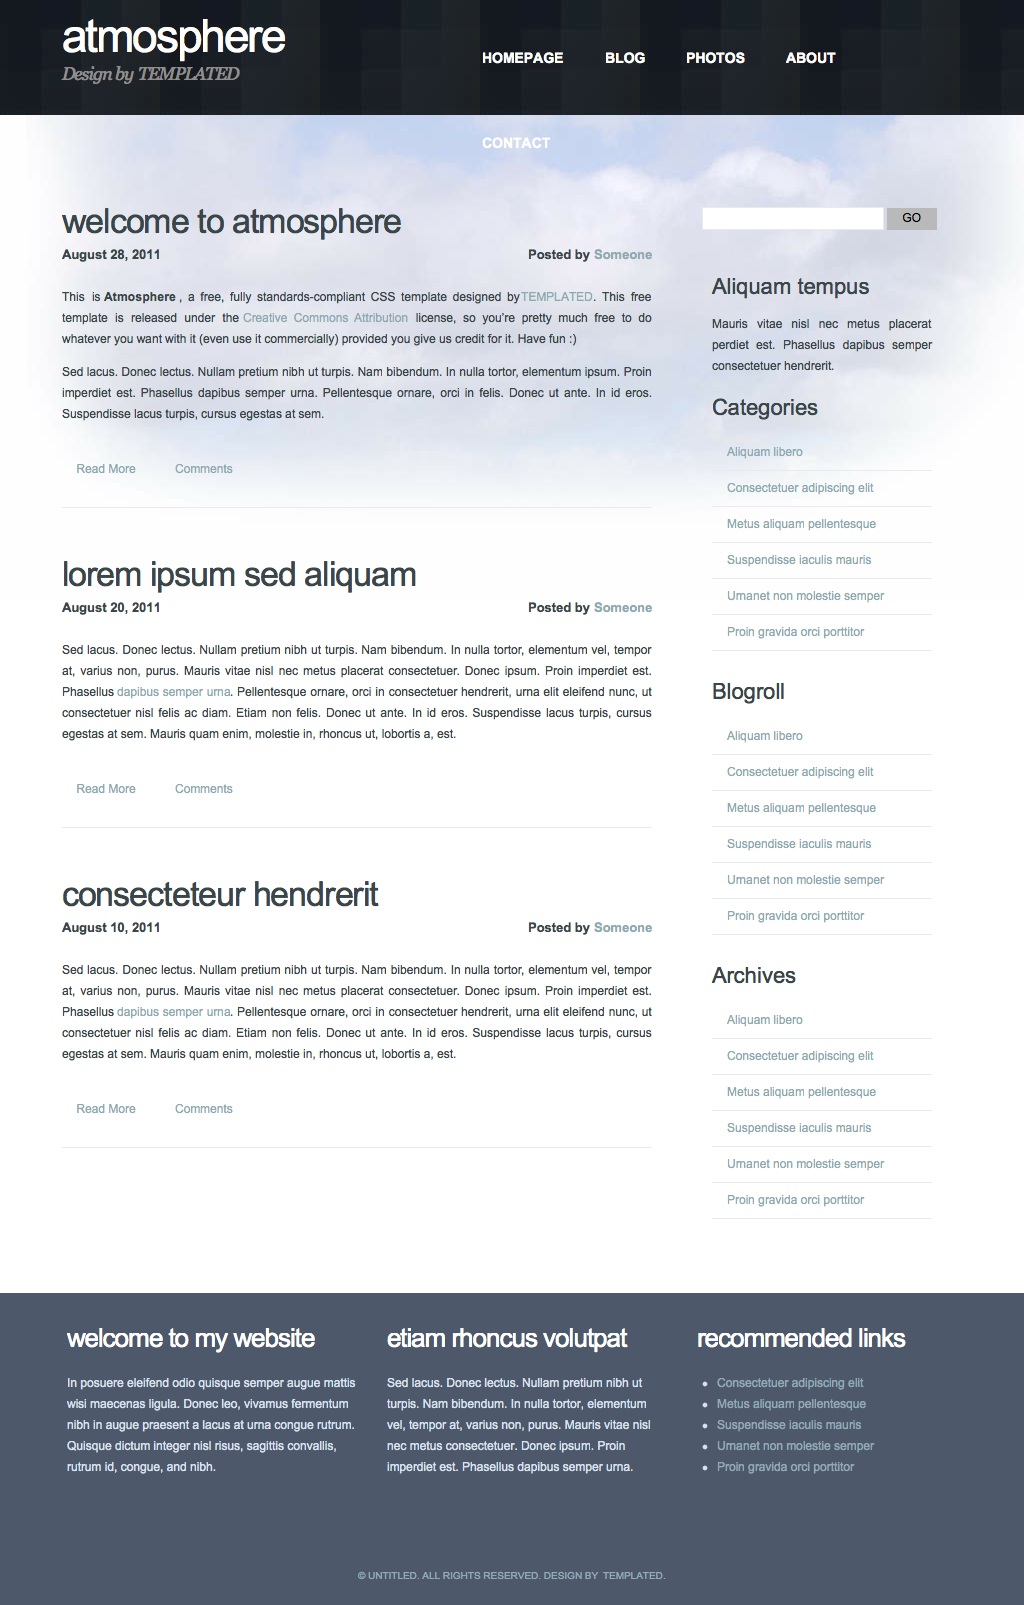 atmosphere
Design by TEMPLATED
HOMEPAGE BLOG PHOTOS ABOUT
CONTACT
welcome to atmosphere
August 28, 2011 Posted by Someone
This is Atmosphere , a free, fully standards-compliant CSS template designed by TEMPLATED. This free
template is released under the Creative Commons Attribution license, so you're pretty much free to do
whatever you want with it (even use it commercially) provided you give us credit for it. Have fun :)
Sed lacus. Donec lectus. Nullam pretium nibh ut turpis. Nam bibendum. In nulla tortor, elementum ipsum. Proin
imperdiet est. Phasellus dapibus semper urna. Pellentesque ornare, orci in felis. Donec ut ante. In id eros.
Suspendisse lacus turpis, cursus egestas at sem.
Read More Comments
lorem ipsum sed aliquam
August 20, 2011 Posted by Someone
Sed lacus. Donec lectus. Nullam pretium nibh ut turpis. Nam bibendum. In nulla tortor, elementum vel, tempor
at, varius non, purus. Mauris vitae nisl nec metus placerat consectetuer. Donec ipsum. Proin imperdiet est.
Phasellus dapibus semper urna. Pellentesque ornare, orci in consectetuer hendrerit, urna elit eleifend nunc, ut
consectetuer nisl felis ac diam. Etiam non felis. Donec ut ante. In id eros. Suspendisse lacus turpis, cursus
egestas at sem. Mauris quam enim, molestie in, rhoncus ut, lobortis a, est.
Read More Comments
consecteteur hendrerit
August 10, 2011 Posted by Someone
Sed lacus. Donec lectus. Nullam pretium nibh ut turpis. Nam bibendum. In nulla tortor, elementum vel, tempor
at, varius non, purus. Mauris vitae nisl nec metus placerat consectetuer. Donec ipsum. Proin imperdiet est.
Phasellus dapibus semper urna. Pellentesque ornare, orci in consectetuer hendrerit, urna elit eleifend nunc, ut
consectetuer nisl felis ac diam. Etiam non felis. Donec ut ante. In id eros. Suspendisse lacus turpis, cursus
egestas at sem. Mauris quam enim, molestie in, rhoncus ut, lobortis a, est.
Read More Comments
GO
Aliquam tempus
Mauris vitae nisl nec metus placerat
perdiet est. Phasellus dapibus semper
consectetuer hendrerit.
Categories
Aliquam libero
Consectetuer adipiscing elit
Metus aliquam pellentesque
Suspendisse iaculis mauris
Urnanet non molestie semper
Proin gravida orci porttitor
Blogroll
Aliquam libero
Consectetuer adipiscing elit
Metus aliquam pellentesque
Suspendisse iaculis mauris
Urnanet non molestie semper
Proin gravida orci porttitor
Archives
Aliquam libero
Consectetuer adipiscing elit
Metus aliquam pellentesque
Suspendisse iaculis mauris
Urnanet non molestie semper
Proin gravida orci porttitor
welcome to my website
In posuere eleifend odio quisque semper augue mattis
wisi maecenas ligula. Donec leo, vivamus fermentum
nibh in augue praesent a lacus at urna congue rutrum.
Quisque dictum integer nisl risus, sagittis convallis,
rutrum id, congue, and nibh.
etiam rhoncus volutpat
Sed lacus. Donec lectus. Nullam pretium nibh ut
turpis. Nam bibendum. In nulla tortor, elementum
vel, tempor at, varius non, purus. Mauris vitae nisl
nec metus consectetuer. Donec ipsum. Proin
imperdiet est. Phasellus dapibus semper urna.
recommended links
• Consectetuer adipiscing elit
• Metus aliquam pellentesque
• Suspendisse iaculis mauris
• Urnanet non molestie semper
• Proin gravida orci porttitor
© UNTITLED. ALL RIGHTS RESERVED. DESIGN BY TEMPLATED.